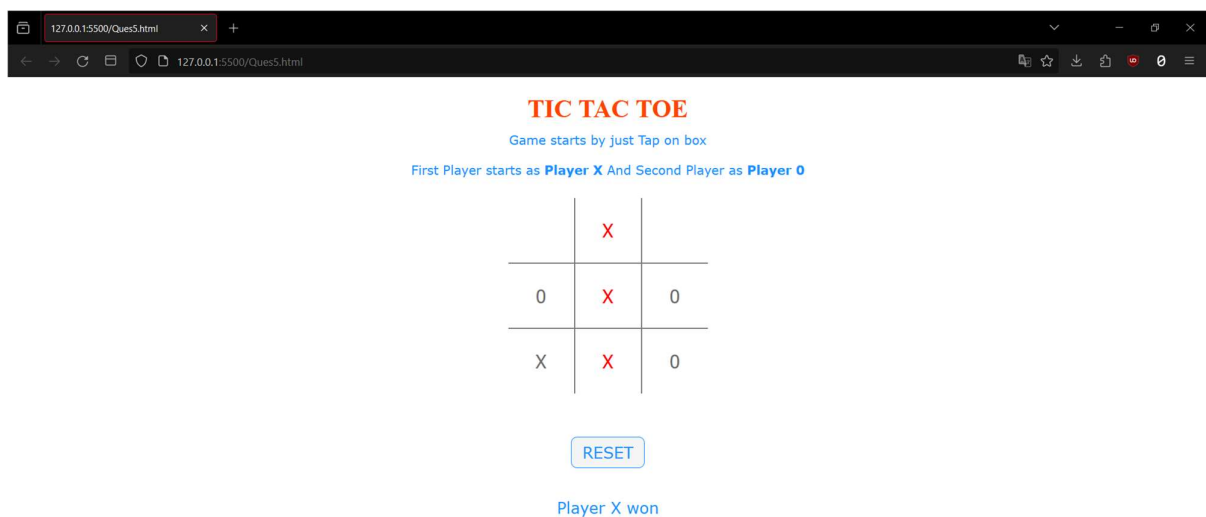 127.0.0.1:5500/Ques5.html
127.0.0.1:5500/Ques5.html
TIC TAC TOE
Game starts by just Tap on box
First Player starts as Player X And Second Player as Player 0
X
0 X 0
X X 0
RESET
Player X won